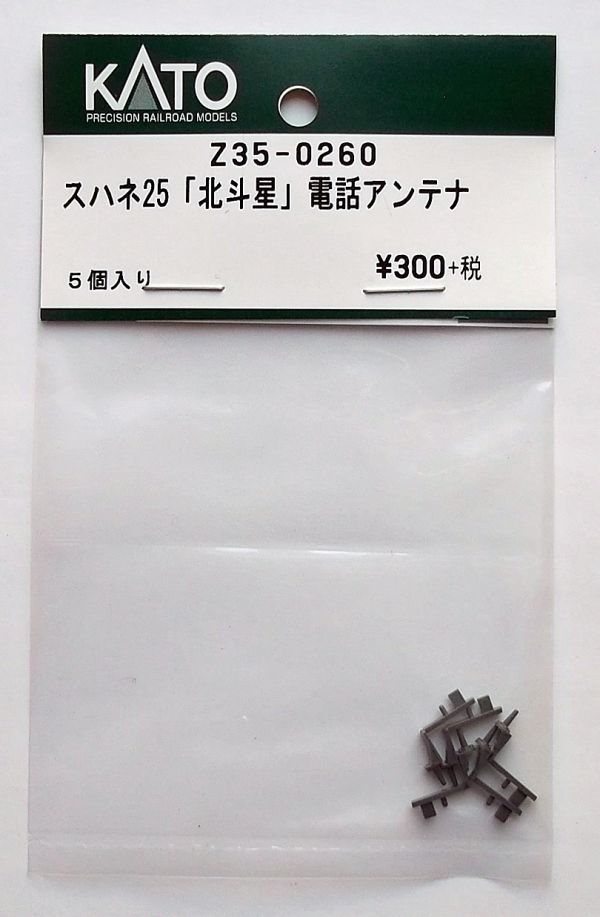 KATO
PRECISION RAILROAD MODELS
Z35-0260
スハネ25「北斗星」電話アンテナ
5個入り
¥300+税